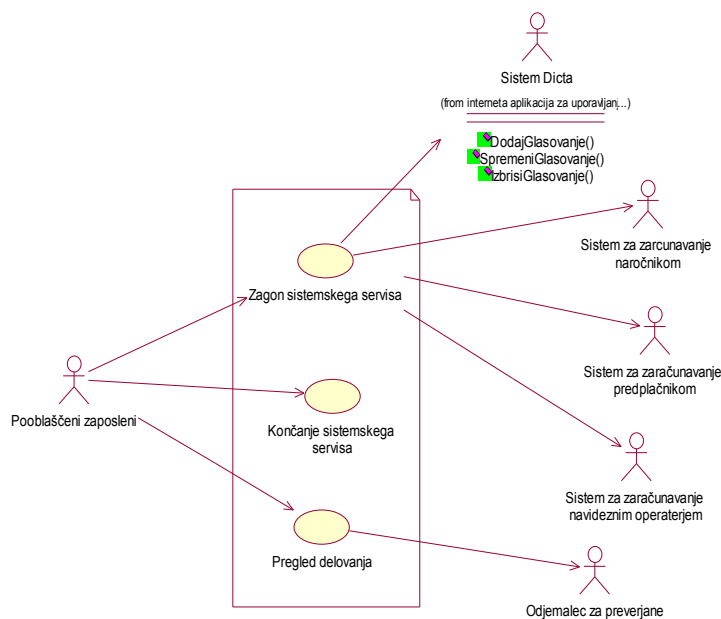 Sistem Dicta
(from interneta aplikacija za uporavljanj...)
DodajGlasovanje()
SpremeniGlasovanje()
IzbrisiGlasovanje()
Sistem za zarcunavanje
naročnikom
Zagon sistemskega servisa
Sistem za zaračunavanje
predplačnikom
Pooblaščeni zaposleni
Končanje sistemskega
servisa
Sistem za zaračunavanje
navideznim operaterjem
Pregled delovanja
Odjemalec za preverjane